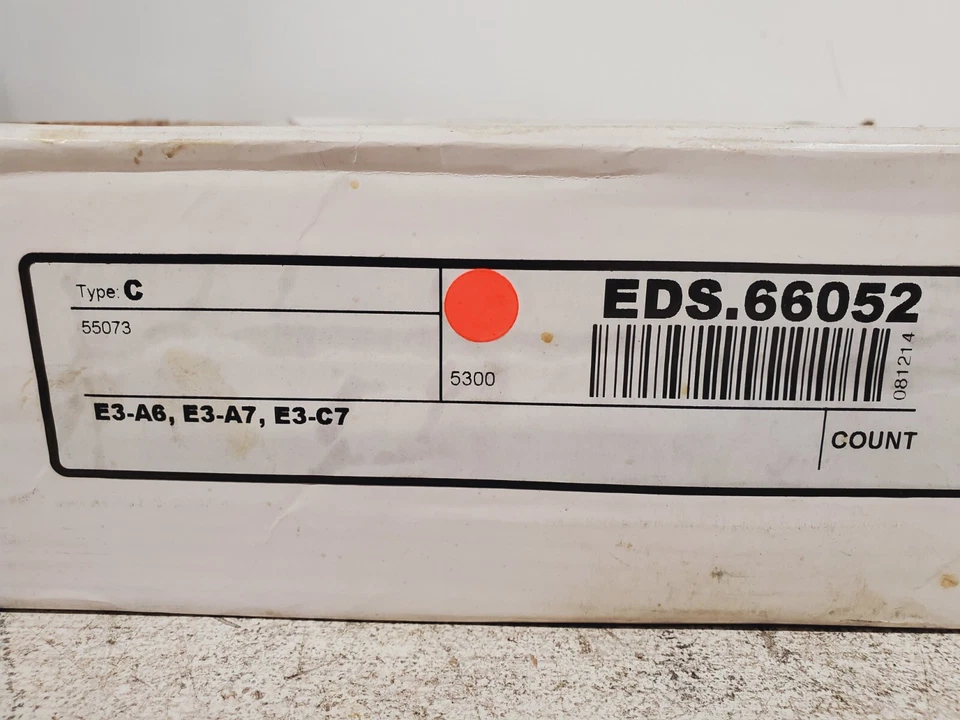 Type: C
55073
5300
EDS.66052
081214
E3-A6, E3-A7, E3-C7
COUNT